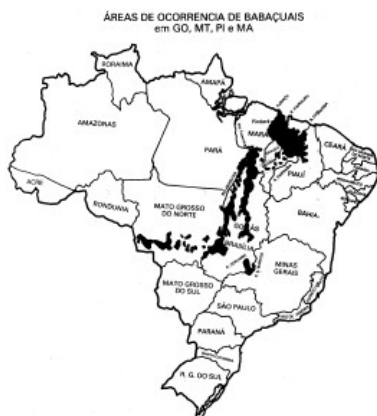 ÁREAS DE OCORRENCIA DE BABAÇUAIS
em GO, MT, PI e MA
RORAIMA
AMAPÁ
AMAZONAS
PARÁ
MARA
CEARÁ
PIAUÍ
ACRE
RONDONIA
MATO GROSSO
DO NORTE
GOIÁS
BAHIA
BRASÍLIA
MINAS
GERAIS
MATO GROSSO
DO SUL
SÃO PAULO
PARANÁ
R. G. DO SUL